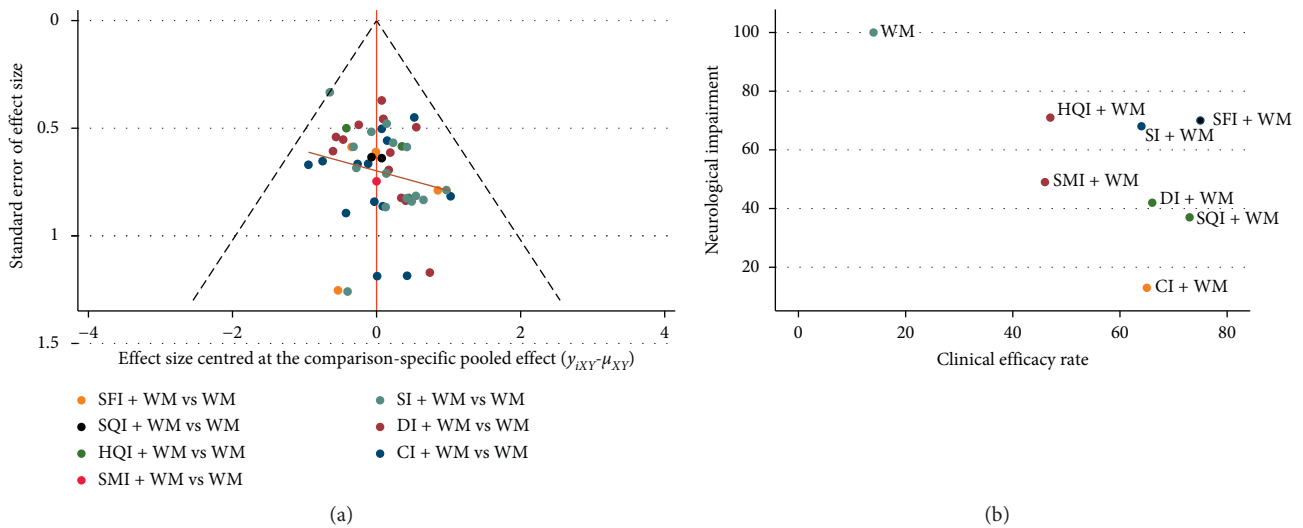 0
0.5
1
1.5
Standard error of effect size
−4
−2
0
2
4
Effect size centred at the comparison-specific pooled effect (y_iXY-μ_XY)
SFI + WM vs WM
SQI + WM vs WM
HQI + WM vs WM
SMI + WM vs WM
SI + WM vs WM
DI + WM vs WM
CI + WM vs WM
(a)
100
80
60
40
20
Neurological impairment
WM
HQI + WM
SFI + WM
SI + WM
SMI + WM
DI + WM
SQI + WM
CI + WM
0
20
40
60
80
Clinical efficacy rate
(b)